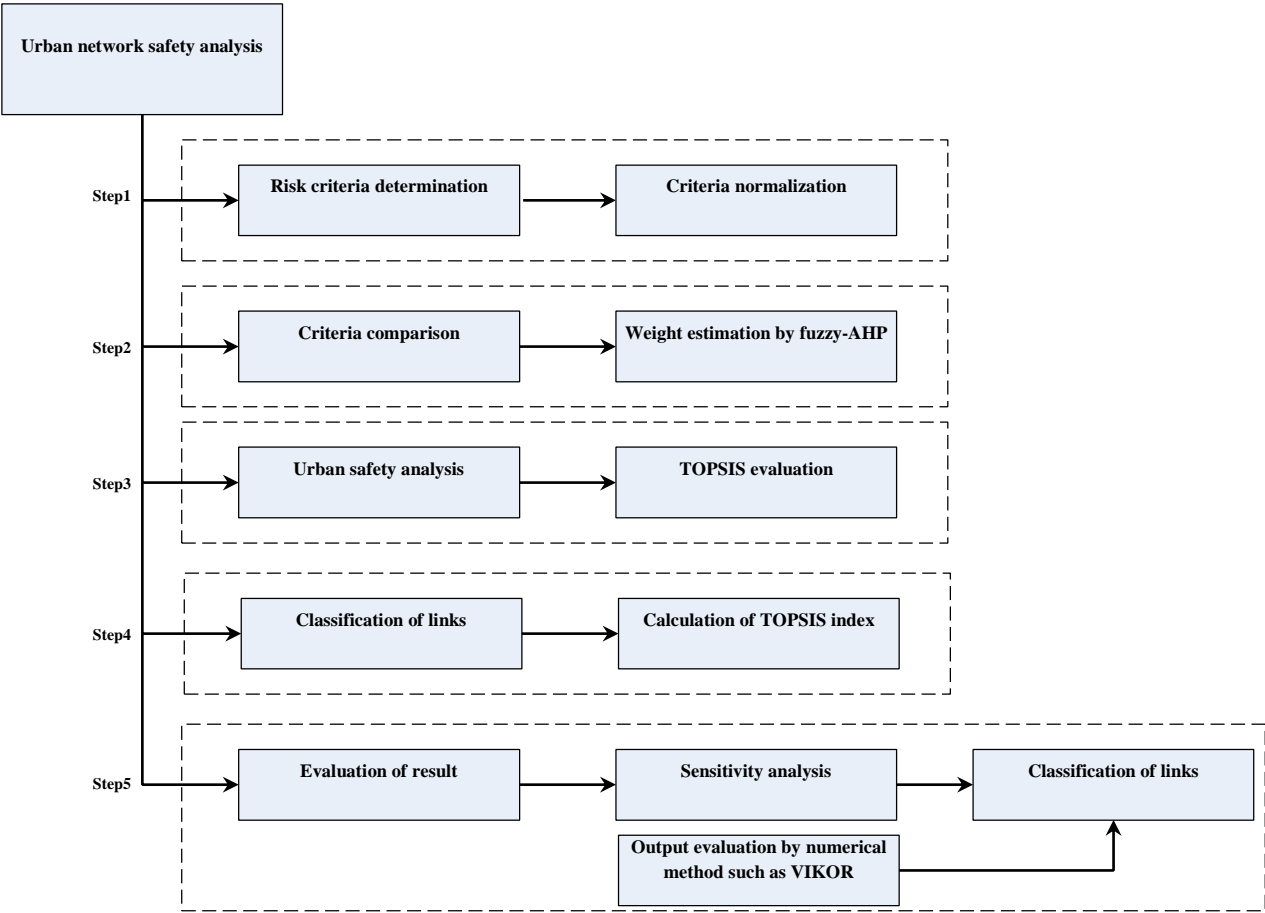 Urban network safety analysis
Step1
Risk criteria determination
Criteria normalization
Step2
Criteria comparison
Weight estimation by fuzzy-AHP
Step3
Urban safety analysis
TOPSIS evaluation
Step4
Classification of links
Calculation of TOPSIS index
Step5
Evaluation of result
Sensitivity analysis
Classification of links
Output evaluation by numerical
method such as VIKOR